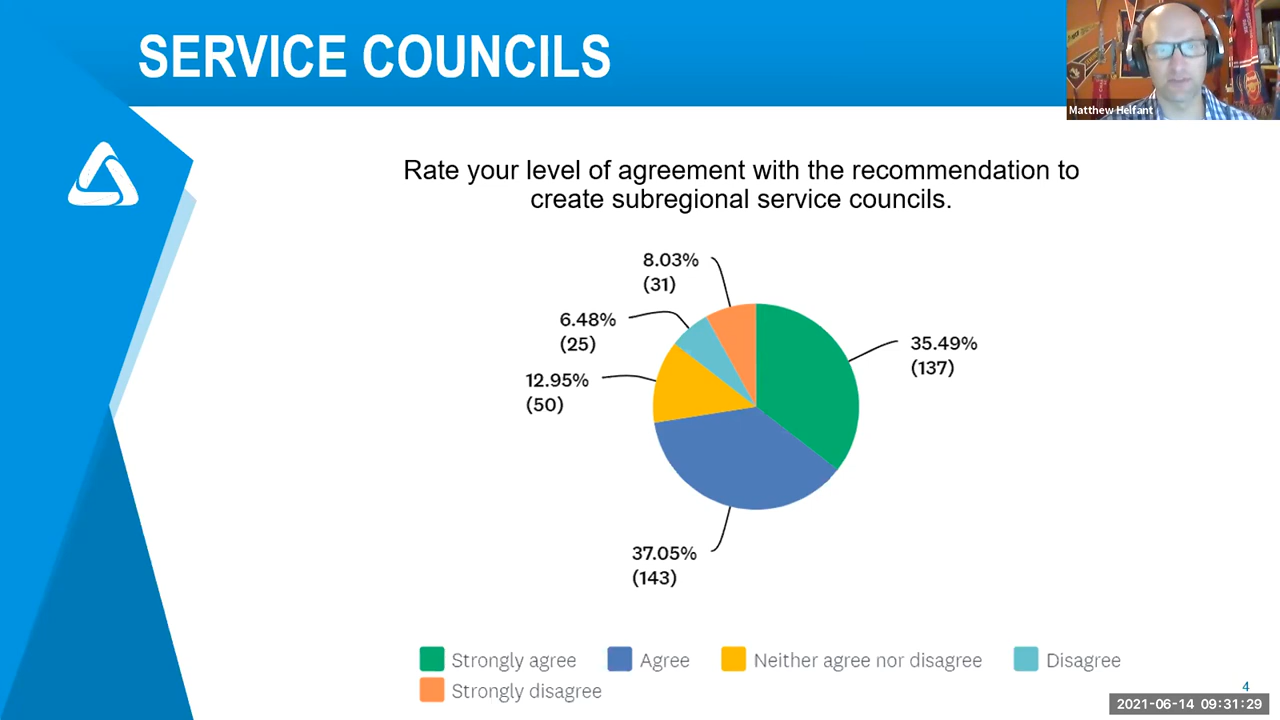 SERVICE COUNCILS
Matthew Helfant
Rate your level of agreement with the recommendation to
create subregional service councils.
8.03%
(31)
6.48%
(25)
35.49%
(137)
12.95%
(50)
37.05%
(143)
Strongly agree
Agree
Neither agree nor disagree
Disagree
Strongly disagree
4
2021-06-14 09:31:29